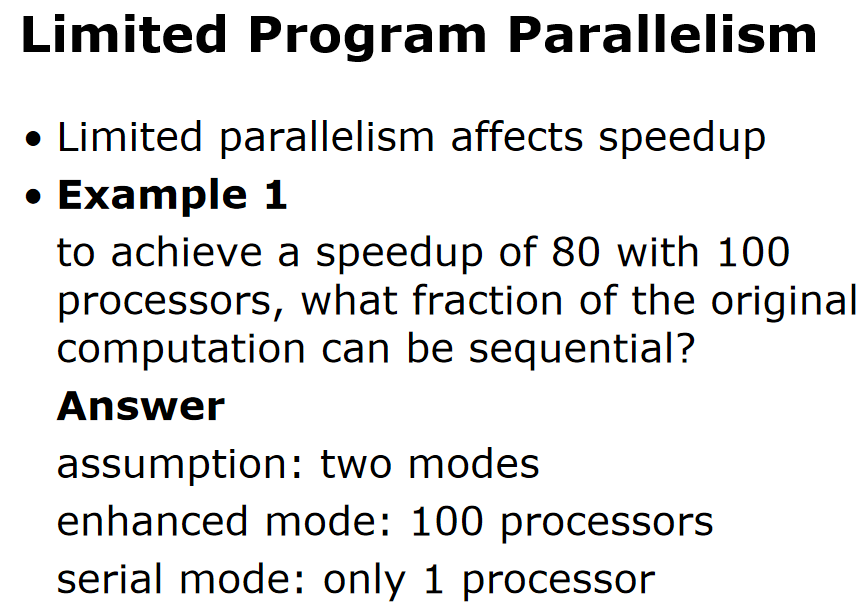 Limited Program Parallelism
• Limited parallelism affects speedup
• Example 1
to achieve a speedup of 80 with 100
processors, what fraction of the original
computation can be sequential?
Answer
assumption: two modes
enhanced mode: 100 processors
serial mode: only 1 processor